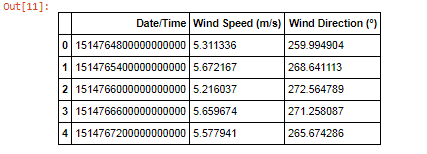 Out[11]:
Date/Time Wind Speed (m/s) Wind Direction (°)
0 1514764800000000000 5.311336 259.994904
1 1514765400000000000 5.672167 268.641113
2 1514766000000000000 5.216037 272.564789
3 1514766600000000000 5.659674 271.258087
4 1514767200000000000 5.577941 265.674286